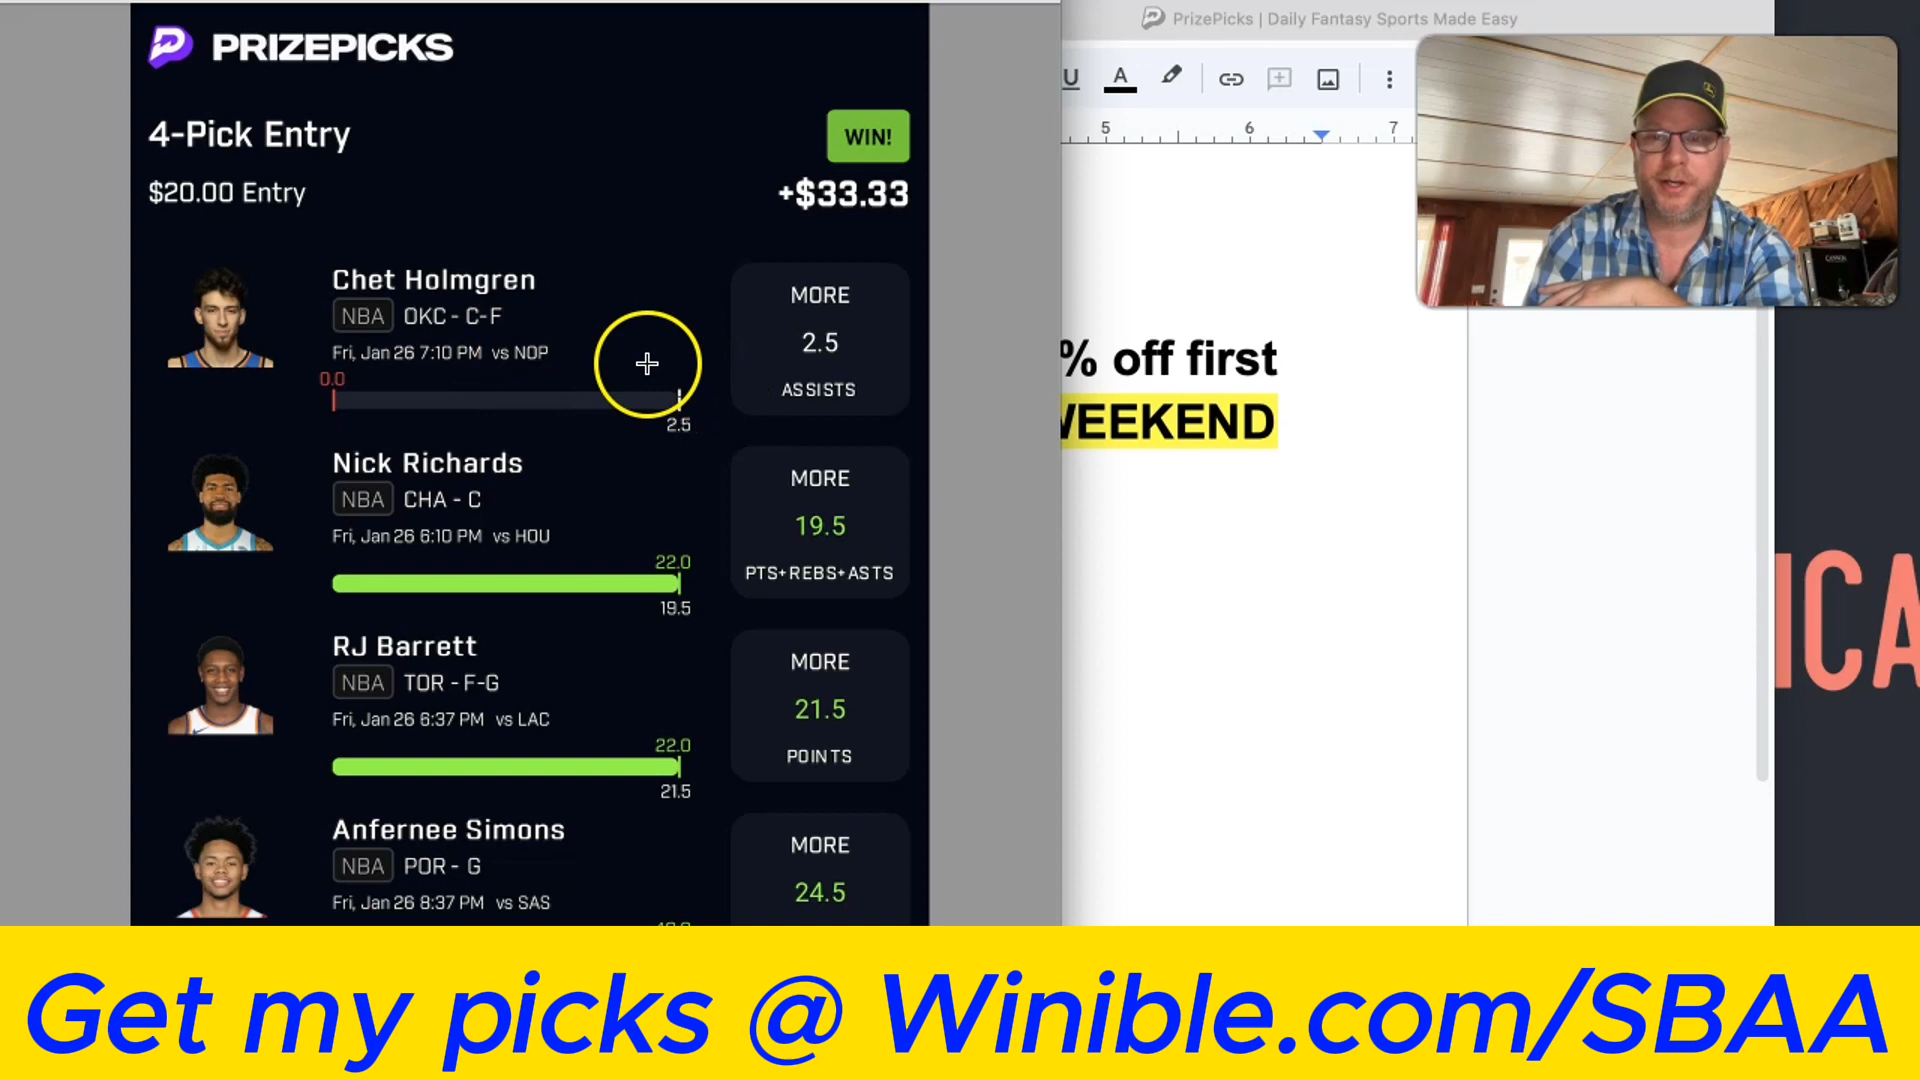 PRIZEPICKS
4-Pick Entry
WIN!
$20.00 Entry
+$33.33
Chet Holmgren
NBA OKC - C-F
Fri, Jan 26 7:10 PM vs NOP
0.0
2.5
MORE
2.5
ASSISTS
Nick Richards
NBA CHA - C
Fri, Jan 26 6:10 PM vs HOU
22.0
19.5
MORE
19.5
PTS+REBS+ASTS
RJ Barrett
NBA TOR - F-G
Fri, Jan 26 6:37 PM vs LAC
22.0
21.5
MORE
21.5
POINTS
Anfernee Simons
NBA POR - G
Fri, Jan 26 8:37 PM vs SAS
MORE
24.5
PrizePicks | Daily Fantasy Sports Made Easy
U A
5 6 7
% off first
WEEKEND
ICA
CANNON
Get my picks @ Winible.com/SBAA